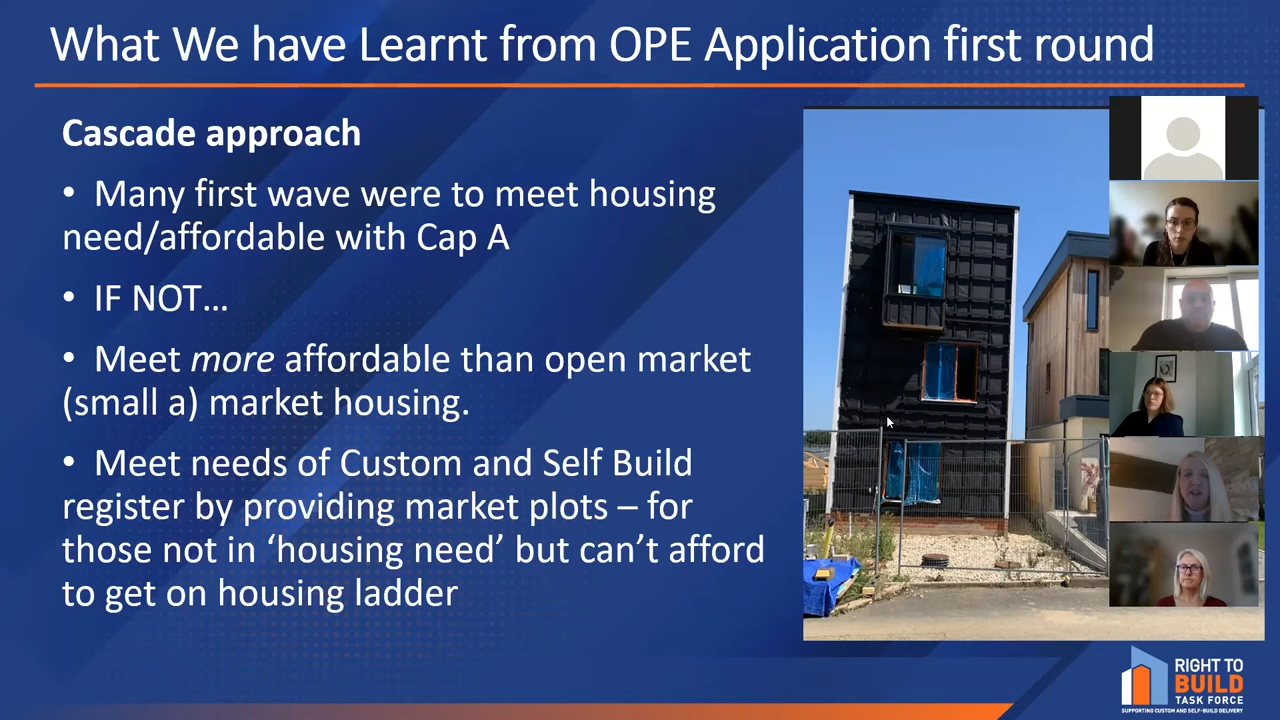 What We have Learnt from OPE Application first round
Cascade approach
• Many first wave were to meet housing
need/affordable with Cap A
• IF NOT…
• Meet more affordable than open market
(small a) market housing.
• Meet needs of Custom and Self Build
register by providing market plots – for
those not in ‘housing need’ but can’t afford
to get on housing ladder
RIGHT TO
BUILD
TASK FORCE
SUPPORTING CUSTOM AND SELF-BUILD DELIVERY